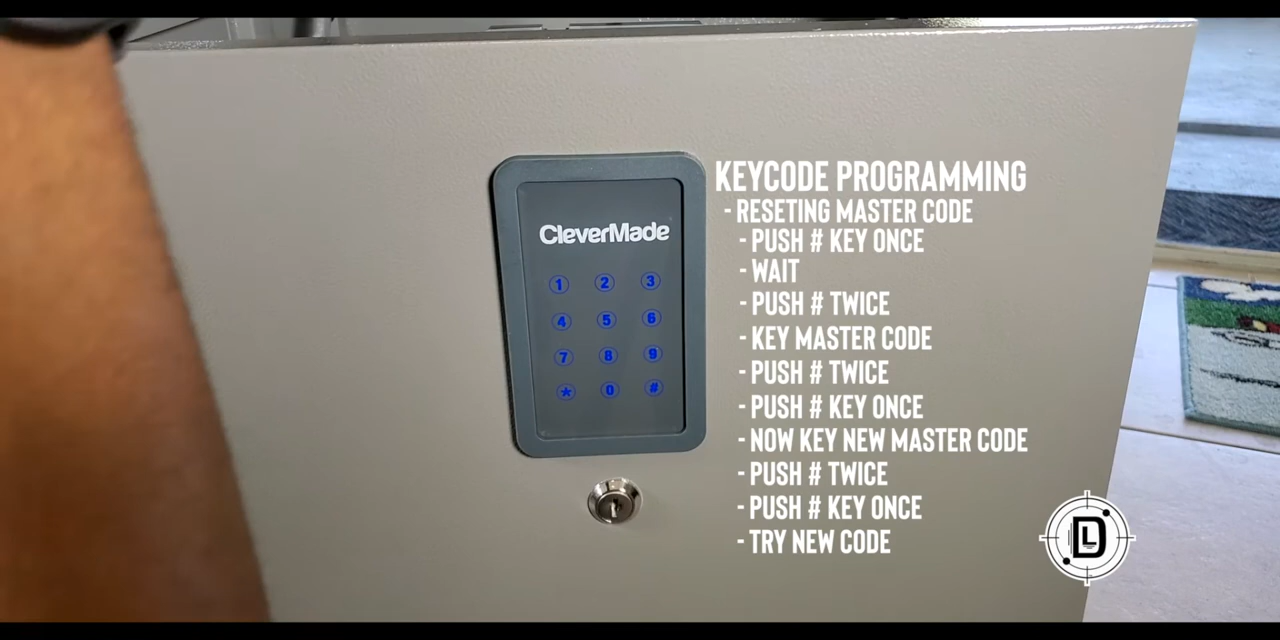 CleverMade
1 2 3
4 5 6
7 8 9
* 0 #
KEYCODE PROGRAMMING
- RESETING MASTER CODE
- PUSH # KEY ONCE
- WAIT
- PUSH # TWICE
- KEY MASTER CODE
- PUSH # TWICE
- PUSH # KEY ONCE
- NOW KEY NEW MASTER CODE
- PUSH # TWICE
- PUSH # KEY ONCE
- TRY NEW CODE
DL